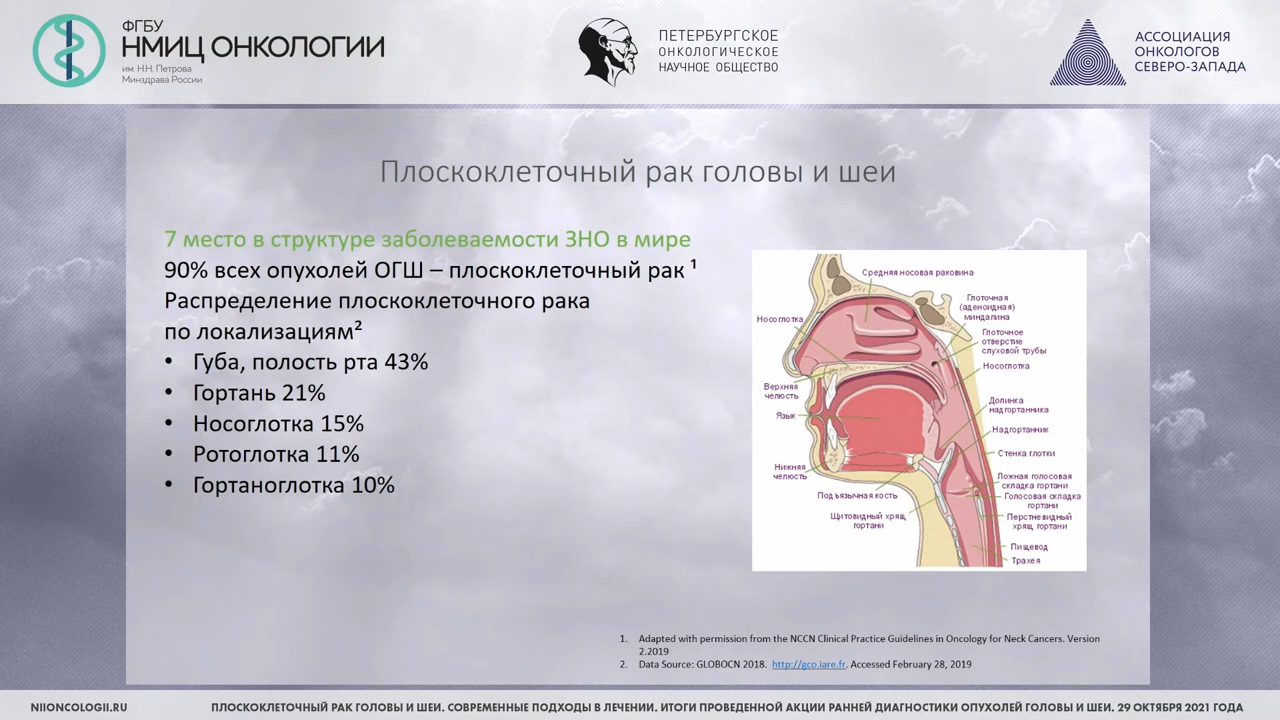 ФГБУ
НМИЦ ОНКОЛОГИИ
им. Н.Н. Петрова
Минздрава России
ПЕТЕРБУРГСКОЕ
ОНКОЛОГИЧЕСКОЕ
НАУЧНОЕ ОБЩЕСТВО
АССОЦИАЦИЯ
ОНКОЛОГОВ
СЕВЕРО-ЗАПАДА
Плоскоклеточный рак головы и шеи
7 место в структуре заболеваемости ЗНО в мире
90% всех опухолей ОГШ – плоскоклеточный рак ¹
Распределение плоскоклеточного рака
по локализациям²
• Губа, полость рта 43%
• Гортань 21%
• Носоглотка 15%
• Ротоглотка 11%
• Гортаноглотка 10%
Средняя носовая раковина
Глоточная
(аденоидная)
миндалина
Носоглотка
Глоточное
отверстие
слуховой трубы
Носоглотка
Верхняя
челюсть
Долинка
надгортанника
Язык
Надгортанник
Стенка глотки
Нижняя
челюсть
Ложная голосовая
складка гортани
Подъязычная кость
Голосовая складка
гортани
Щитовидный хрящ
гортани
Перстневидный
хрящ гортани
Пищевод
Трахея
1. Adapted with permission from the NCCN Clinical Practice Guidelines in Oncology for Neck Cancers. Version
2.2019
2. Data Source: GLOBOCN 2018. http://gco.iare.fr. Accessed February 28, 2019
NIIONCOLOGII.RU
ПЛОСКОКЛЕТОЧНЫЙ РАК ГОЛОВЫ И ШЕИ. СОВРЕМЕННЫЕ ПОДХОДЫ В ЛЕЧЕНИИ. ИТОГИ ПРОВЕДЕННОЙ АКЦИИ РАННЕЙ ДИАГНОСТИКИ ОПУХОЛЕЙ ГОЛОВЫ И ШЕИ. 29 ОКТЯБРЯ 2021 ГОДА